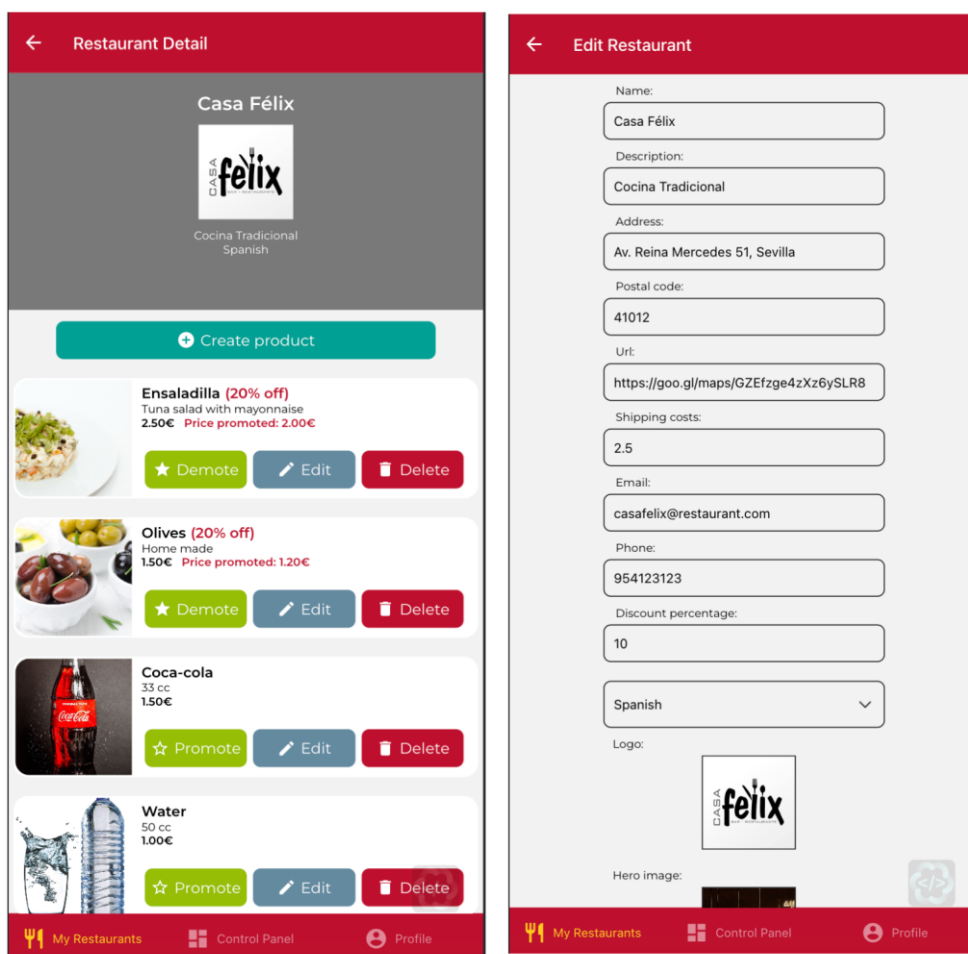 Restaurant Detail
Casa Félix
CASA
felix
Cocina Tradicional
Spanish
Create product
Ensaladilla (20% off)
Tuna salad with mayonnaise
2.50€ Price promoted: 2.00€
Demote Edit Delete
Olives (20% off)
Home made
1.50€ Price promoted: 1.20€
Demote Edit Delete
Coca-cola
33 cc
1.50€
Coca-Cola
Promote Edit Delete
Water
50 cc
1.00€
Promote Edit Delete
My Restaurants Control Panel Profile
Edit Restaurant
Name:
Casa Félix
Description:
Cocina Tradicional
Address:
Av. Reina Mercedes 51, Sevilla
Postal code:
41012
Url:
https://goo.gl/maps/GZEfzge4zXz6ySLR8
Shipping costs:
2.5
Email:
casafelix@restaurant.com
Phone:
954123123
Discount percentage:
10
Spanish
Logo:
CASA
felix
Hero image:
My Restaurants Control Panel Profile